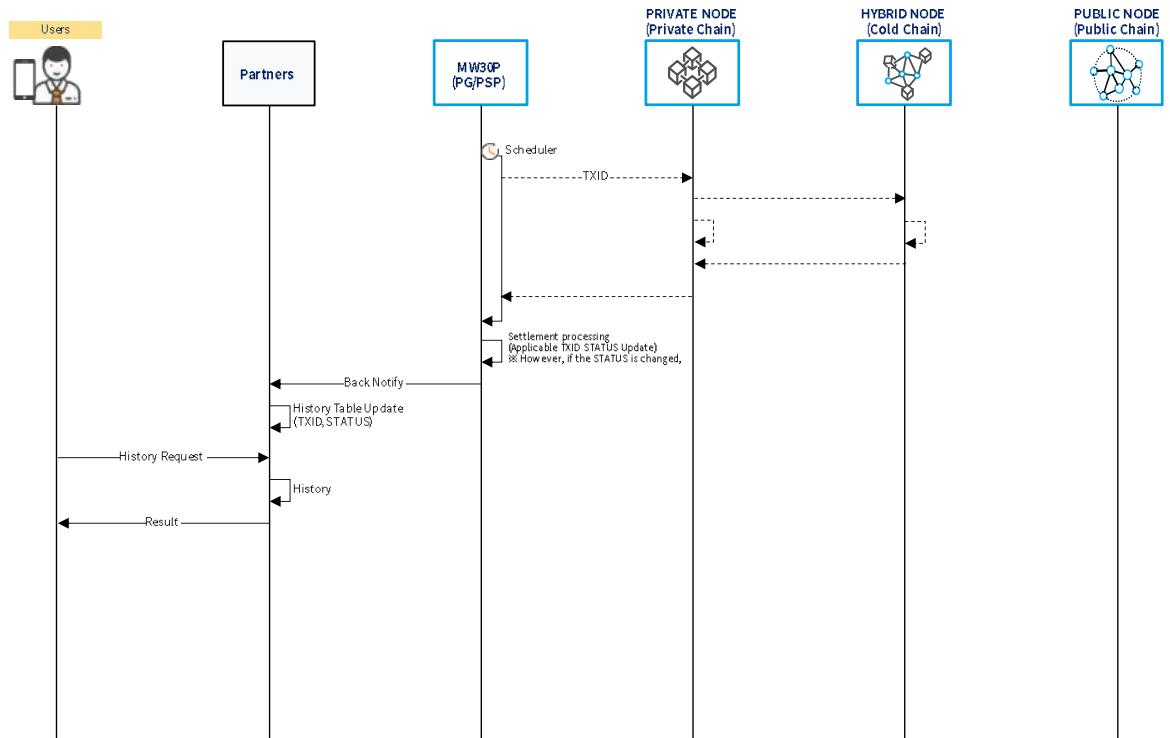 Users
Partners
MW30P
(PG/PSP)
PRIVATE NODE
(Private Chain)
HYBRID NODE
(Cold Chain)
PUBLIC NODE
(Public Chain)
Scheduler
TXID
Settlement processing
(Applicable TXID STATUS Update)
※ However, if the STATUS is changed,
Back Notify
History Table Update
(TXID, STATUS)
History Request
History
Result